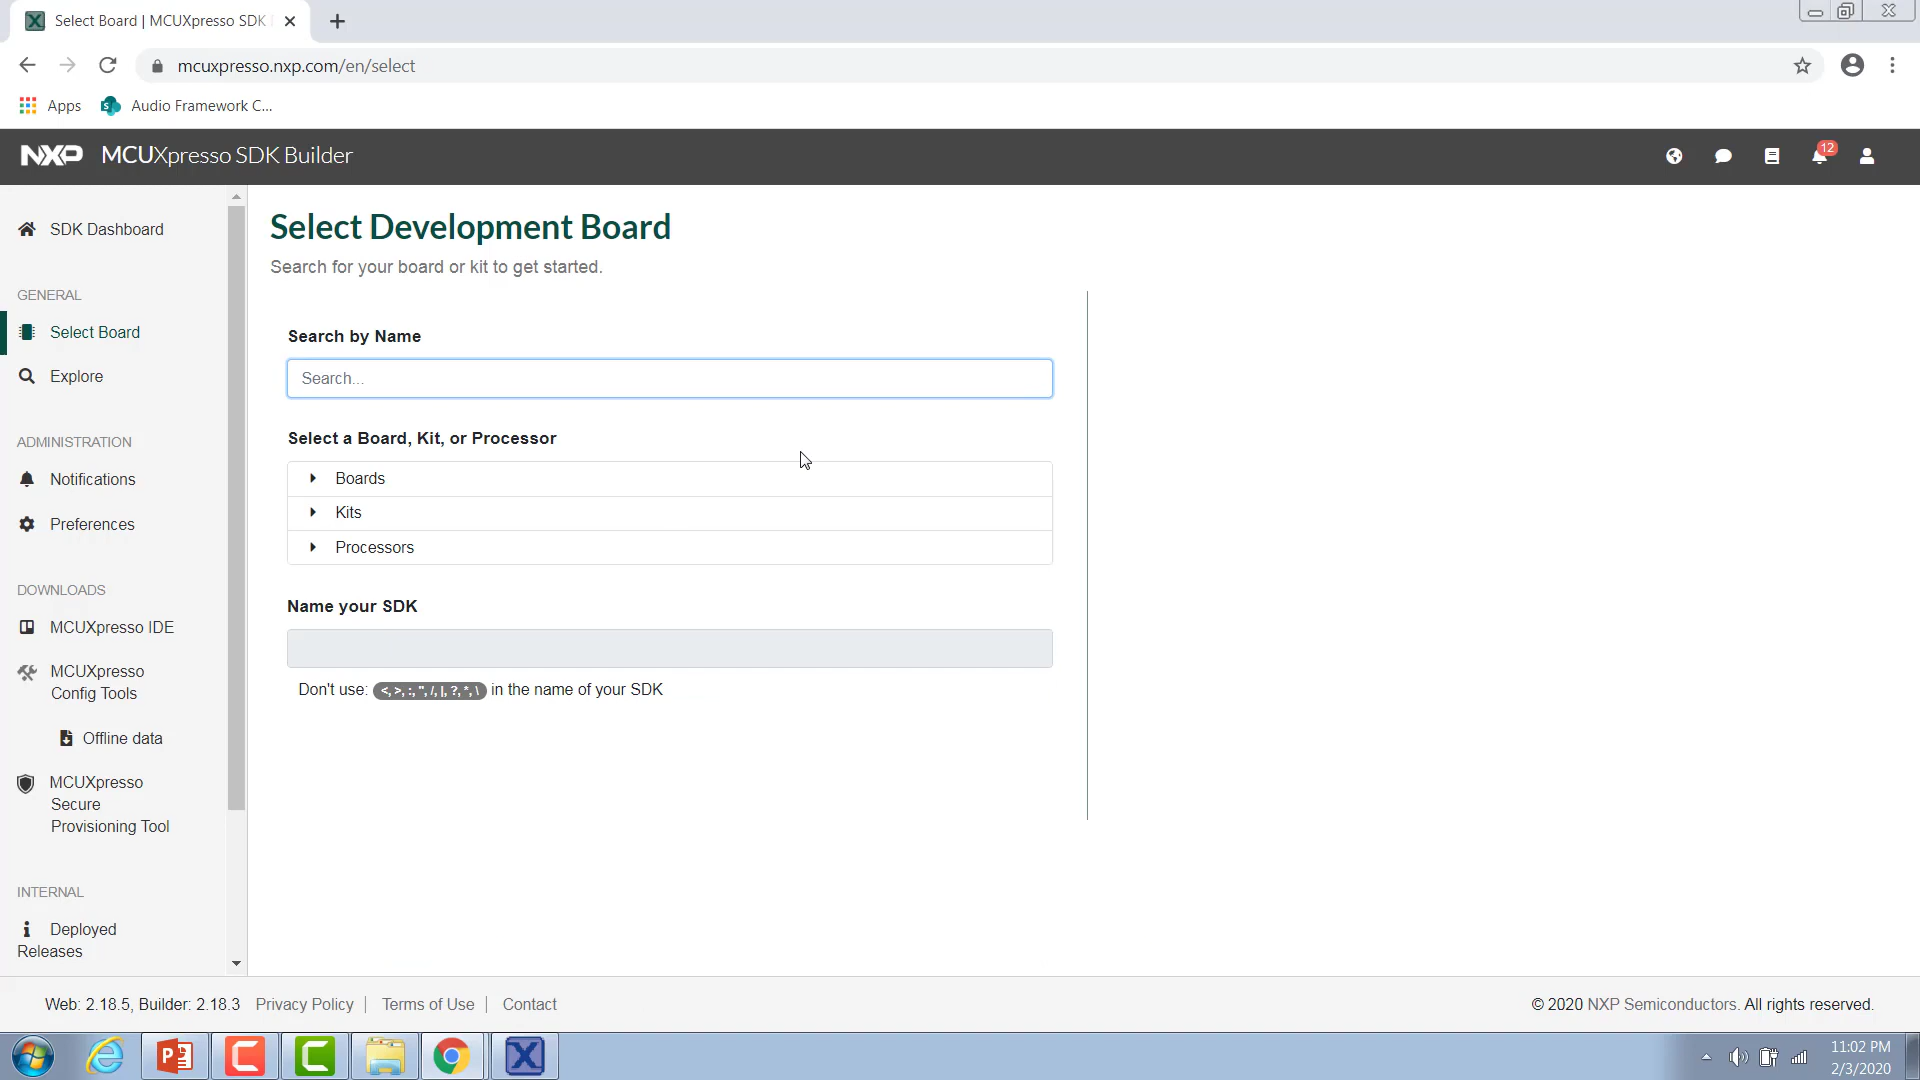 Select Board | MCUXpresso SDK
mcuxpresso.nxp.com/en/select
Apps
Audio Framework C...
NXP MCUXpresso SDK Builder
12
SDK Dashboard
GENERAL
Select Board
Explore
ADMINISTRATION
Notifications
Preferences
DOWNLOADS
MCUXpresso IDE
MCUXpresso
Config Tools
Offline data
MCUXpresso
Secure
Provisioning Tool
INTERNAL
Deployed
Releases
Select Development Board
Search for your board or kit to get started.
Search by Name
Search...
Select a Board, Kit, or Processor
Boards
Kits
Processors
Name your SDK
Don't use: <, >, :, ", /, |, ?, *, \ in the name of your SDK
Web: 2.18.5, Builder: 2.18.3 Privacy Policy | Terms of Use | Contact
© 2020 NXP Semiconductors. All rights reserved.
11:02 PM
2/3/2020